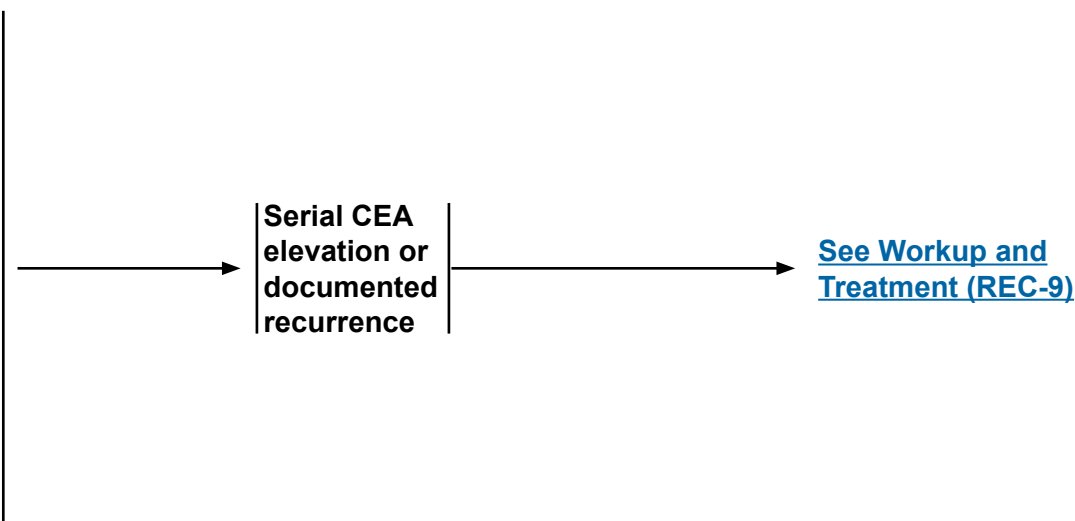 Serial CEA
elevation or
documented
recurrence
See Workup and
Treatment (REC-9)